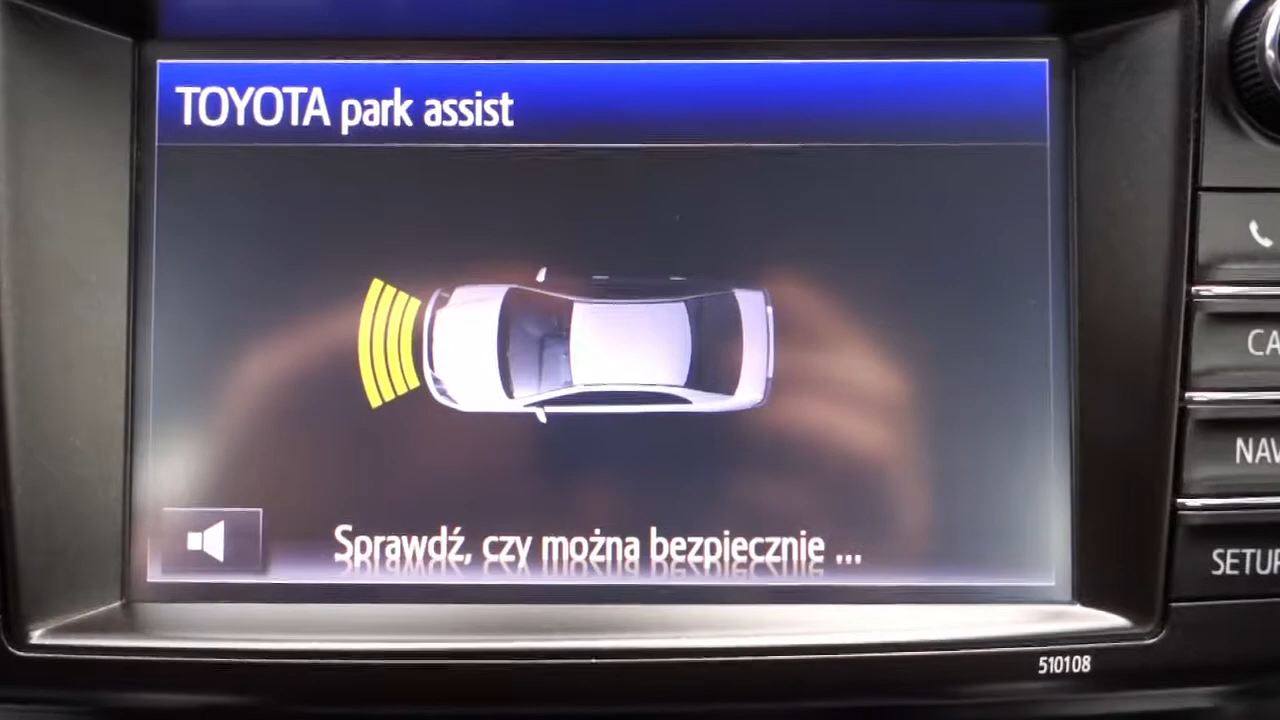 TOYOTA park assist
Sprawdź, czy można bezpiecznie ...
CA
NAV
SETUP
510108